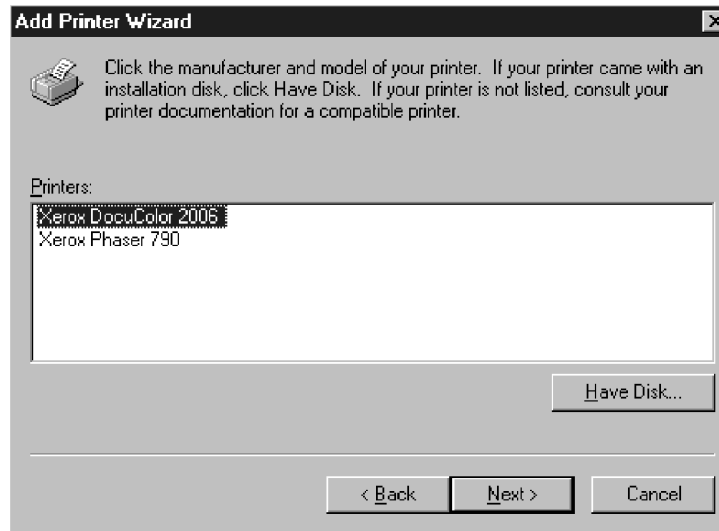 Add Printer Wizard
Click the manufacturer and model of your printer. If your printer came with an
installation disk, click Have Disk. If your printer is not listed, consult your
printer documentation for a compatible printer.
Printers:
Xerox DocuColor 2006
Xerox Phaser 790
Have Disk...
< Back
Next >
Cancel